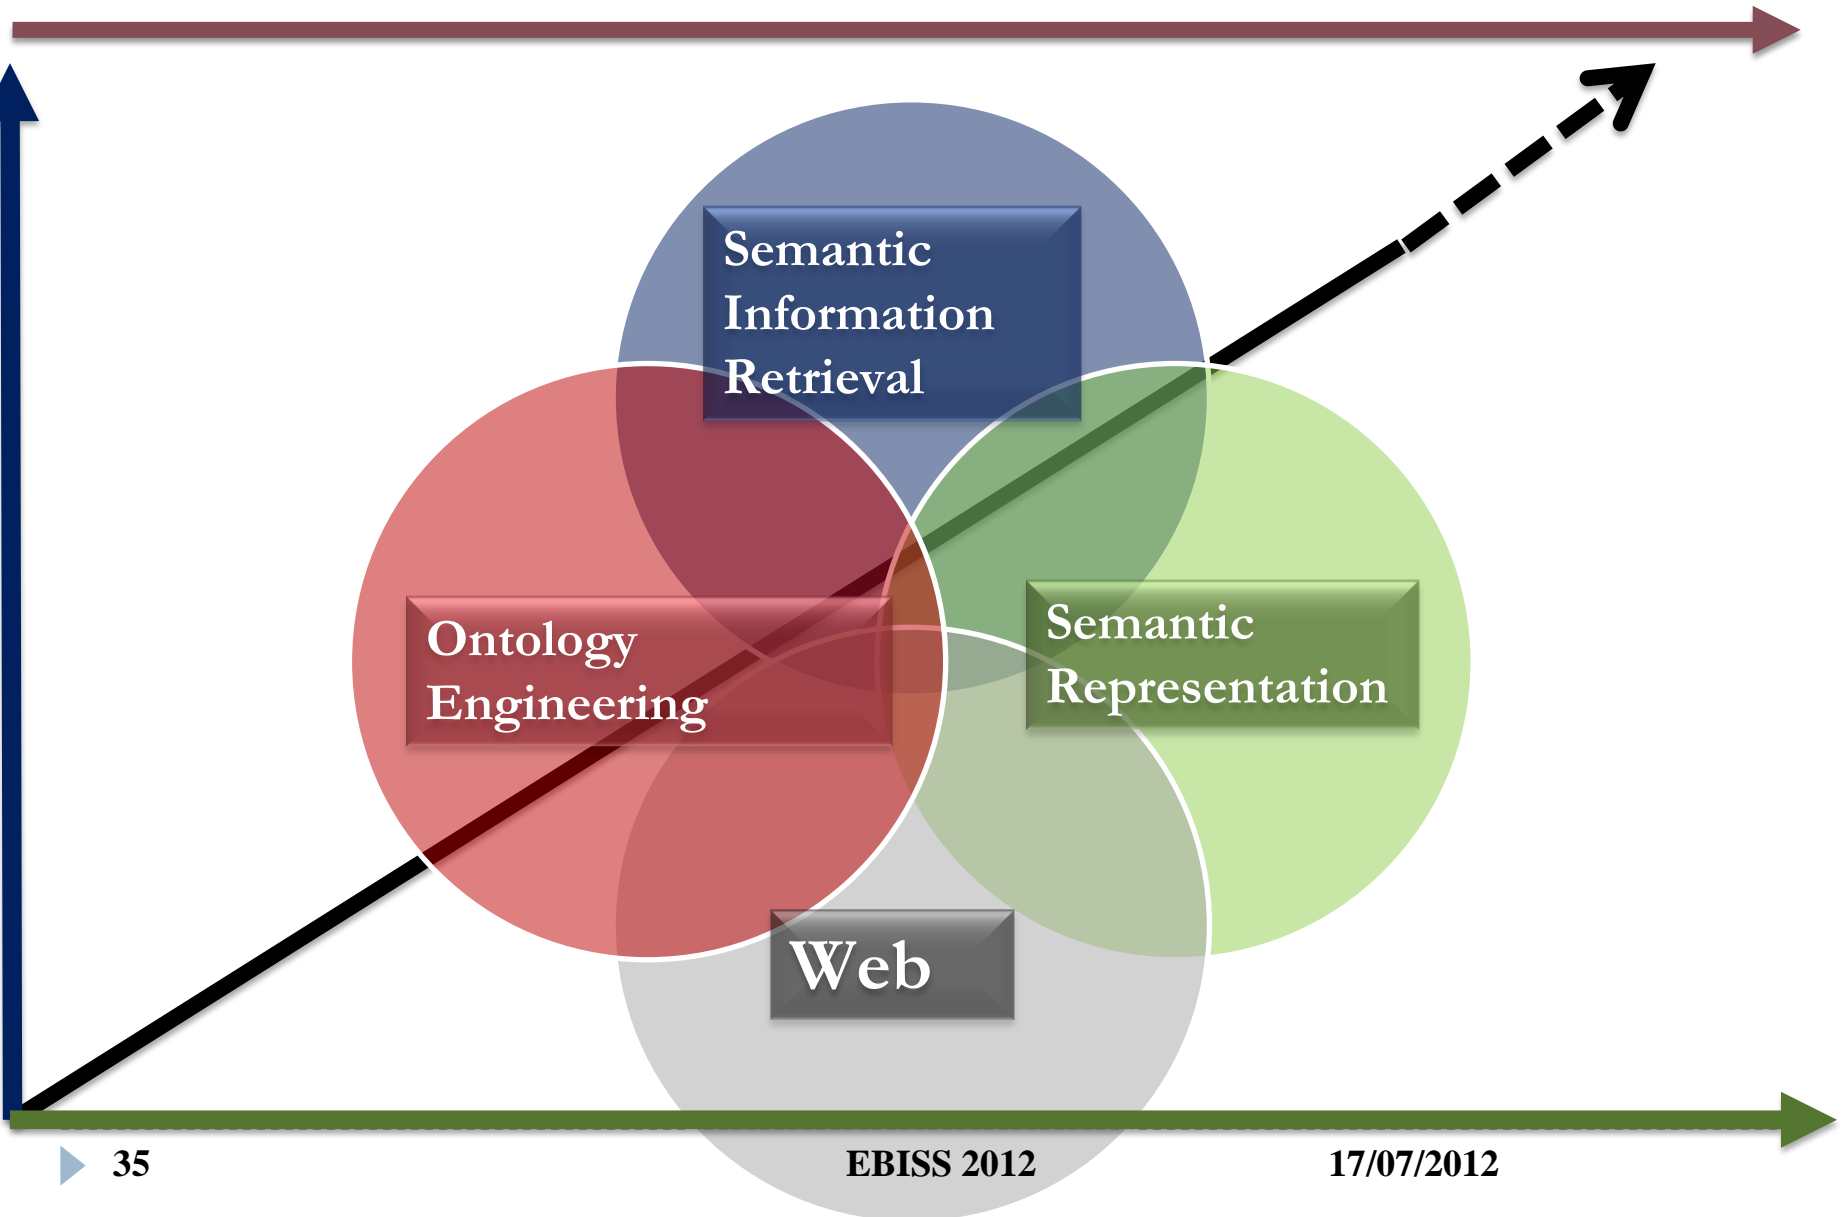 Semantic
Information
Retrieval
Ontology
Engineering
Semantic
Representation
Web
35
EBISS 2012
17/07/2012